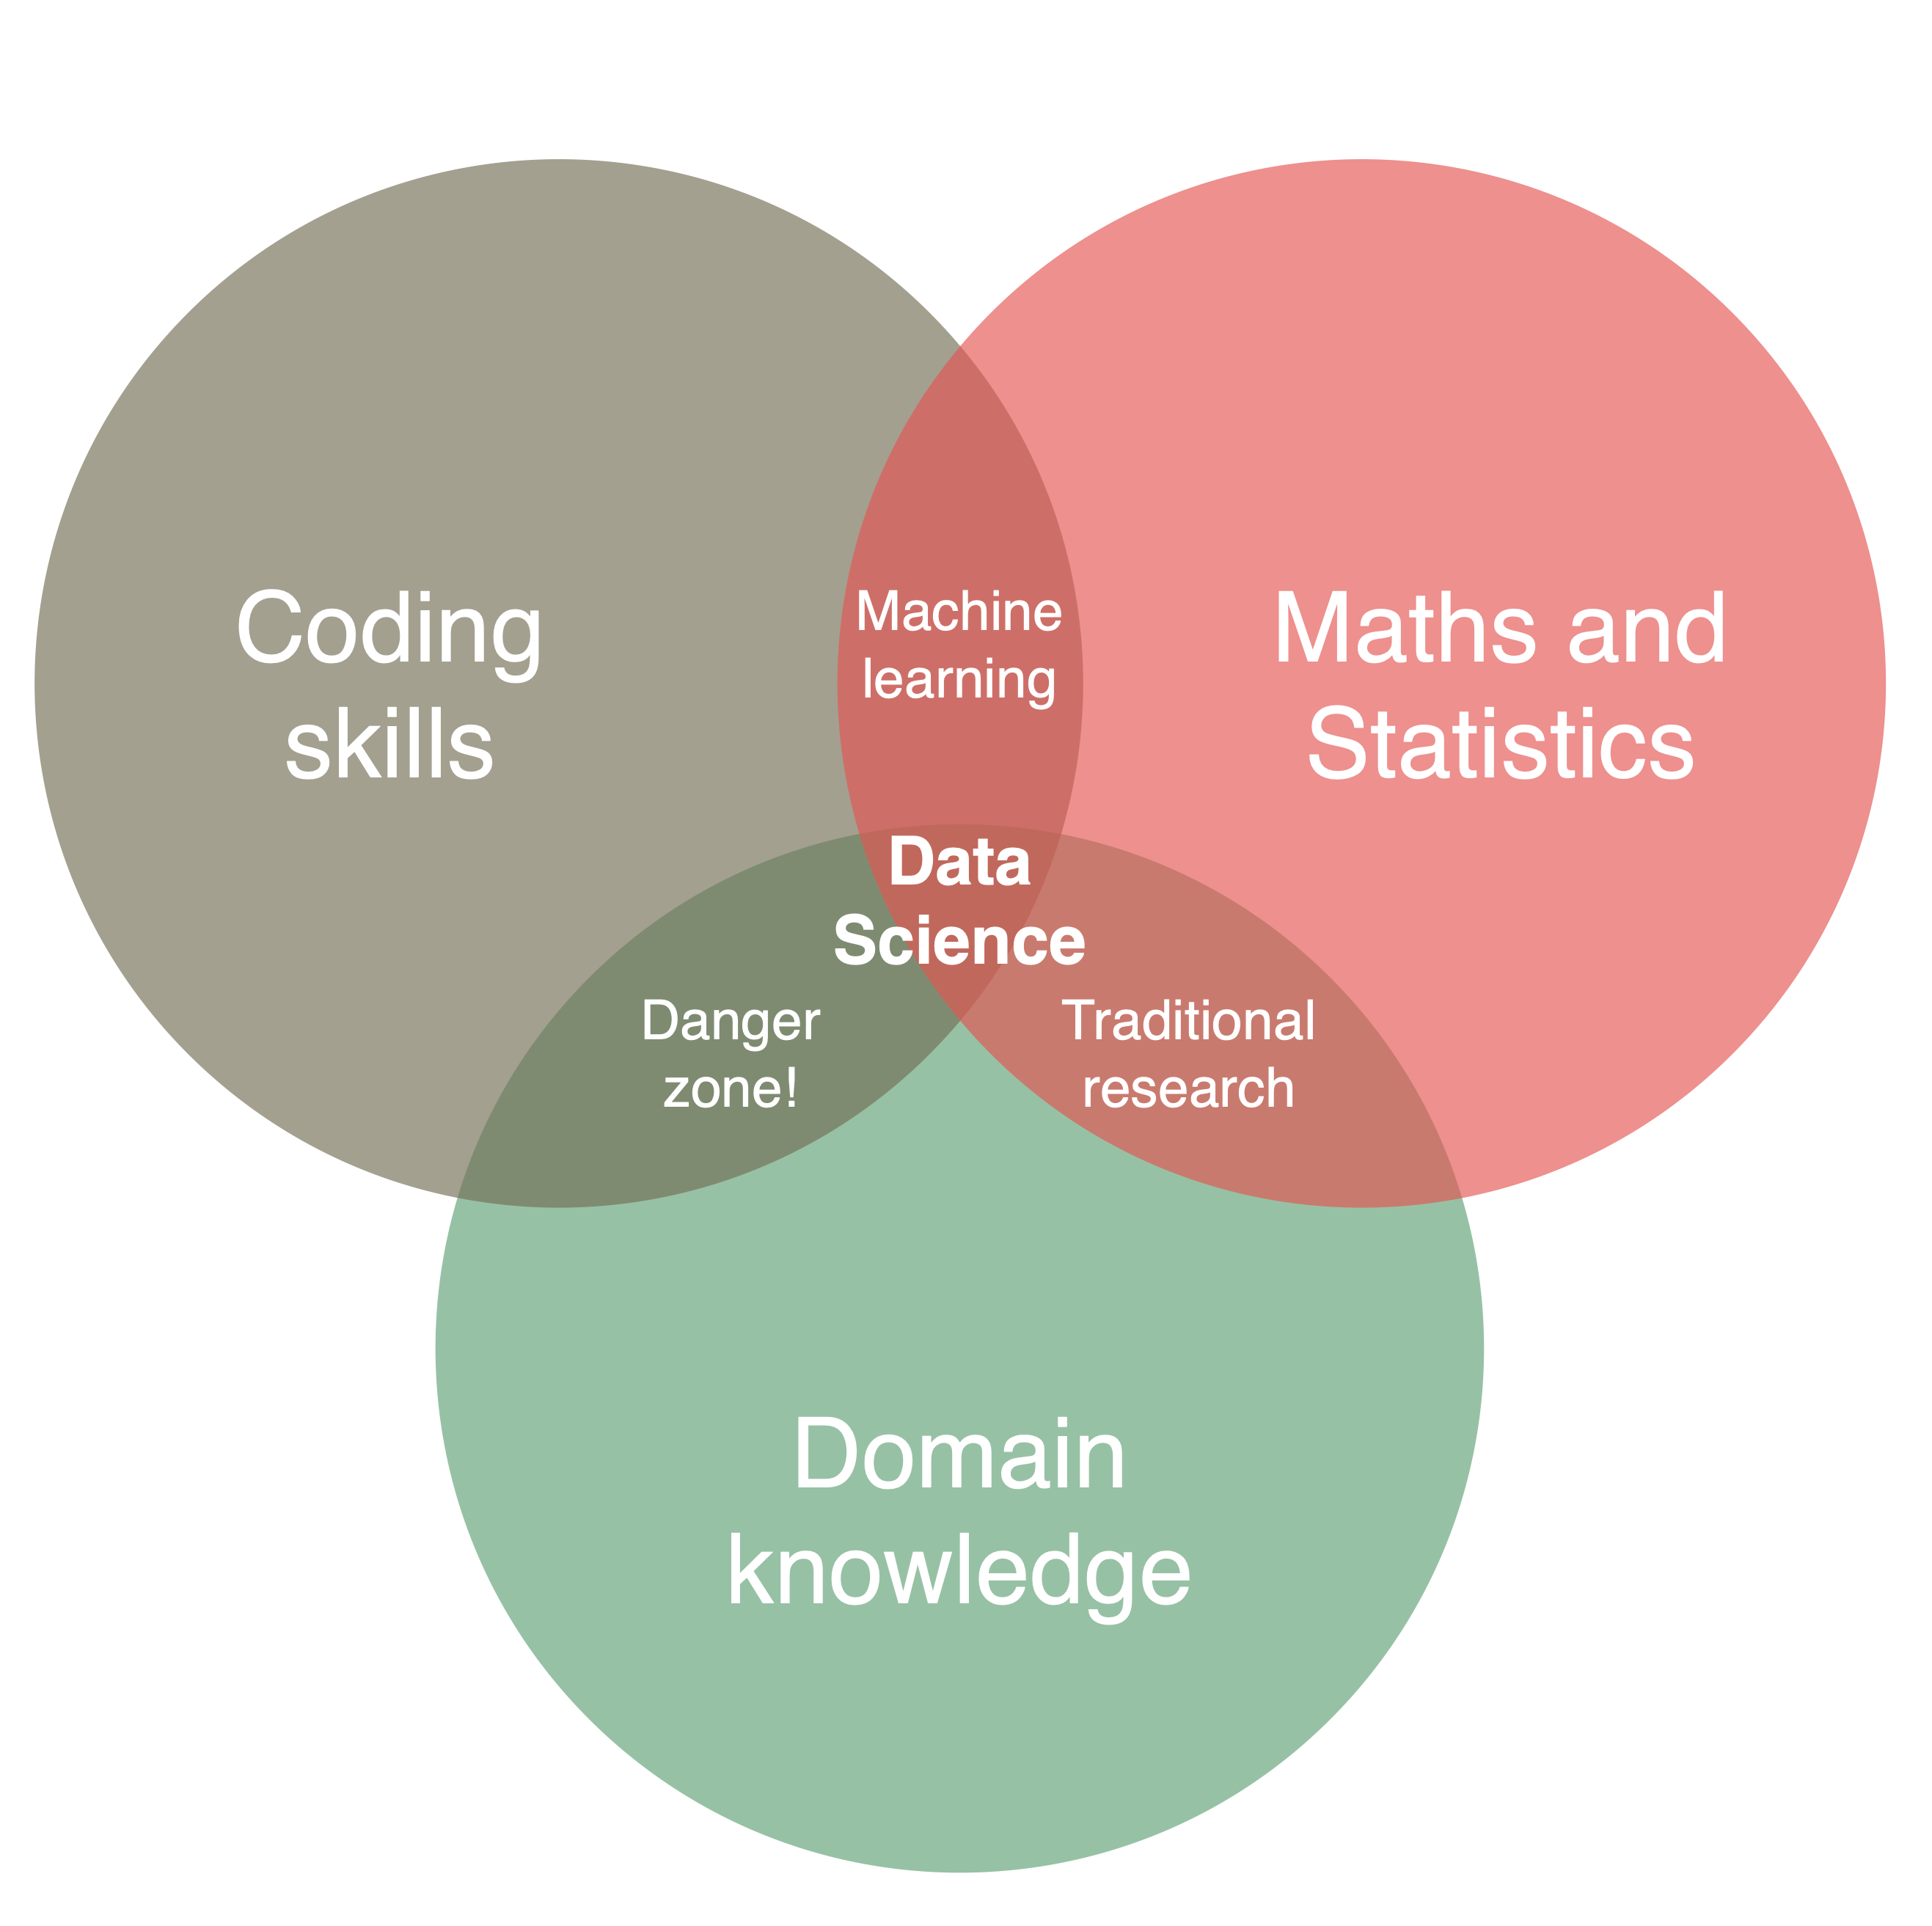 Coding
skills
Maths and
Statistics
Machine
learning
Data
Science
Danger
zone!
Traditional
research
Domain
knowledge